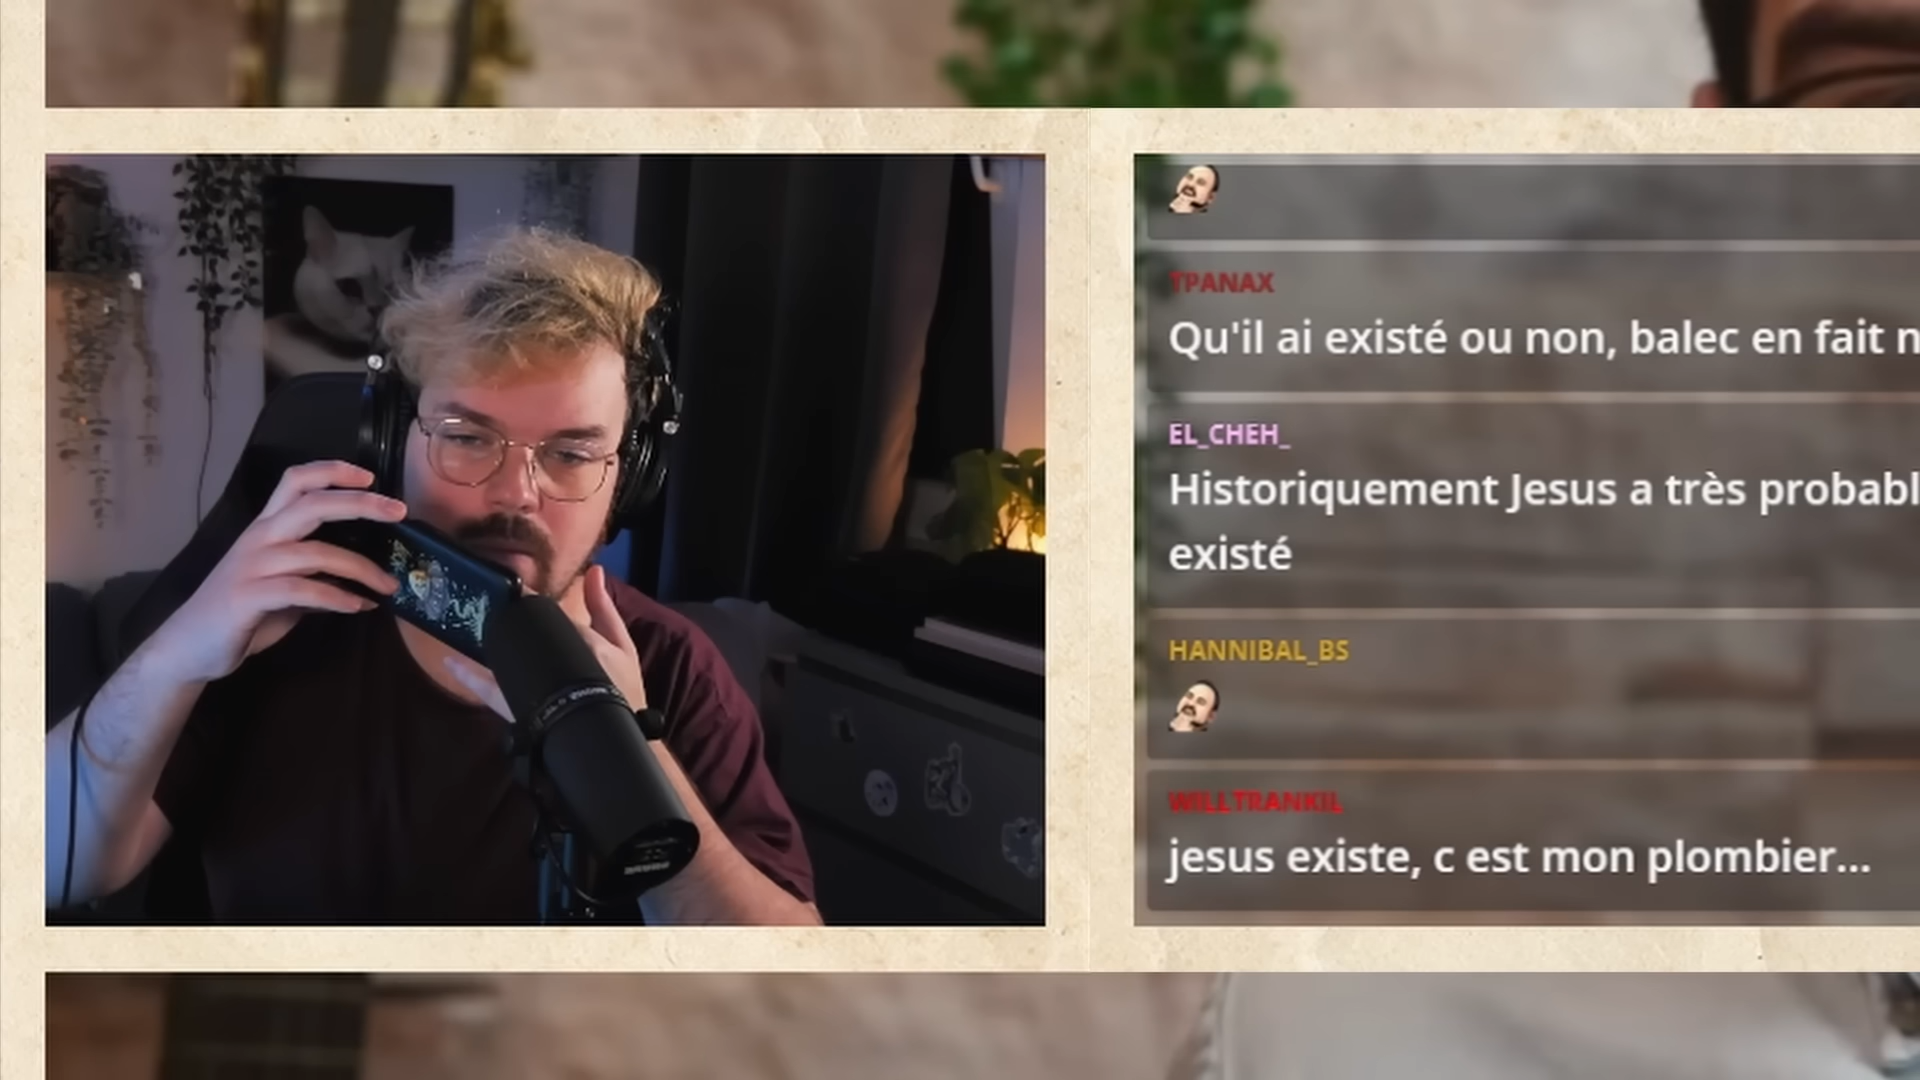 TPANAX
Qu'il ai existé ou non, balec en fait n
EL_CHEH_
Historiquement Jesus a très probabl
existé
HANNIBAL_BS
WILLTRANKIL
jesus existe, c est mon plombier...